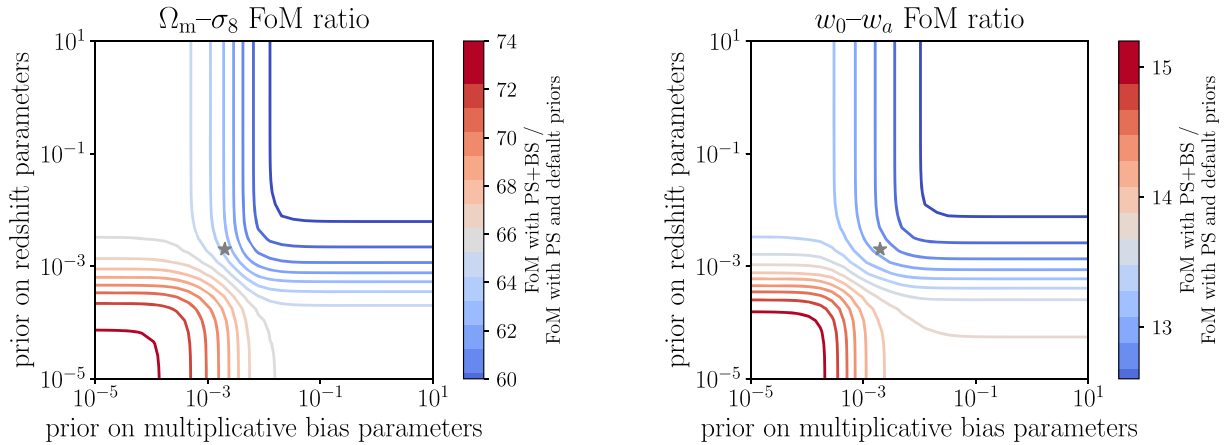 Ωm–σ8 FoM ratio
10^1
10^−1
10^−3
10^−5
prior on redshift parameters
10^−5
10^−3
10^−1
10^1
prior on multiplicative bias parameters
74
72
70
68
66
64
62
60
FoM with PS+BS /
FoM with PS and default priors
w0–wa FoM ratio
10^1
10^−1
10^−3
10^−5
prior on redshift parameters
10^−5
10^−3
10^−1
10^1
prior on multiplicative bias parameters
15
14
13
FoM with PS+BS /
FoM with PS and default priors